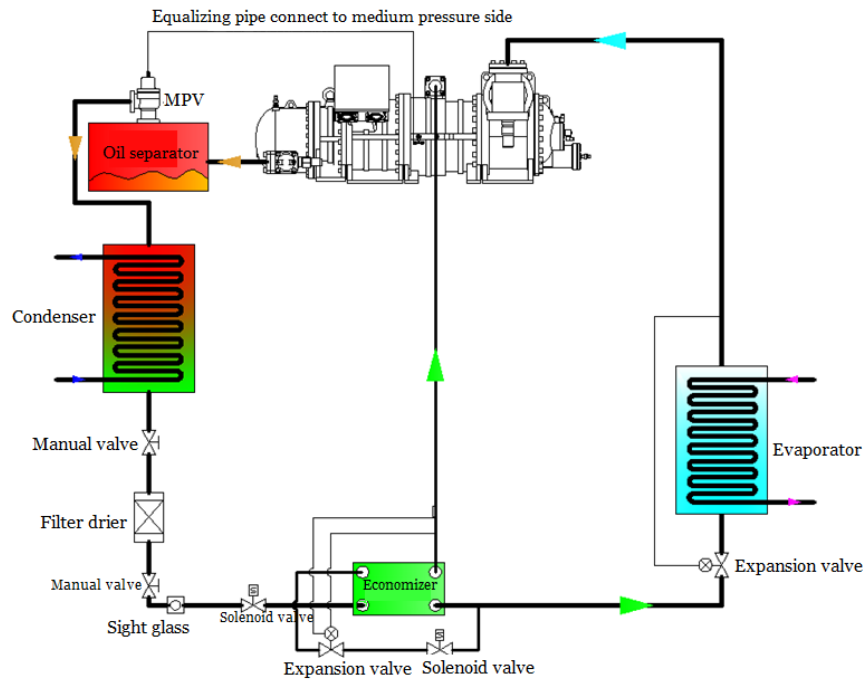 Equalizing pipe connect to medium pressure side
MPV
Oil separator
Condenser
Manual valve
Evaporator
Filter drier
Expansion valve
Economizer
Manual valve
Solenoid valve
Sight glass
Expansion valve
Solenoid valve